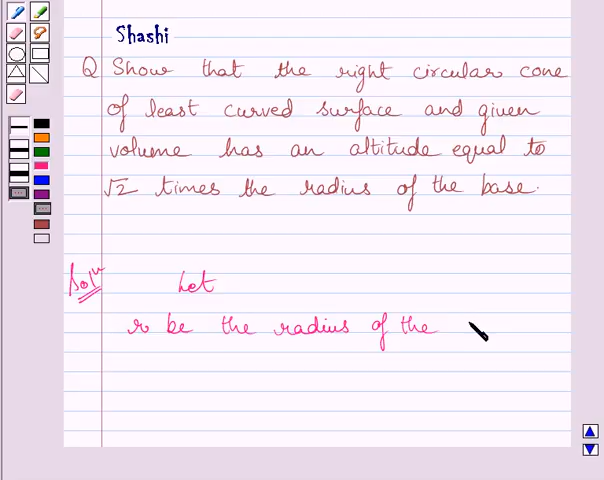 Shashi
Q Show that the right circular cone
of least curved surface and given
volume has an altitude equal to
√2 times the radius of the base.
Solⁿ Let
r be the radius of the